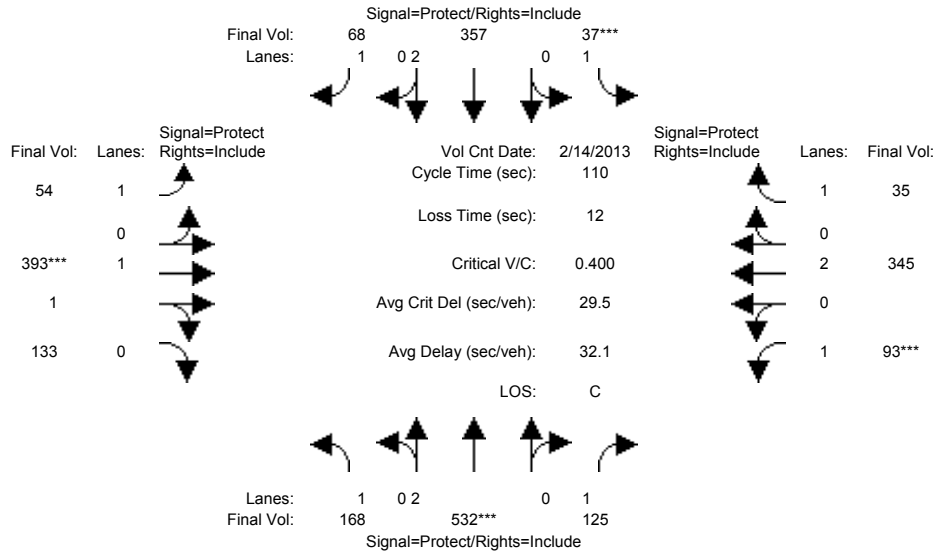 Signal=Protect/Rights=Include
Final Vol: 68 357 37***
Lanes: 1 0 2 0 1
Signal=Protect Signal=Protect
Final Vol: Lanes: Rights=Include Vol Cnt Date: 2/14/2013 Rights=Include Lanes: Final Vol:
Cycle Time (sec): 110
54 1 1 35
Loss Time (sec): 12
0 0
393*** 1 Critical V/C: 0.400 2 345
1 Avg Crit Del (sec/veh): 29.5 0
133 0 Avg Delay (sec/veh): 32.1 1 93***
LOS: C
Lanes: 1 0 2 0 1
Final Vol: 168 532*** 125
Signal=Protect/Rights=Include